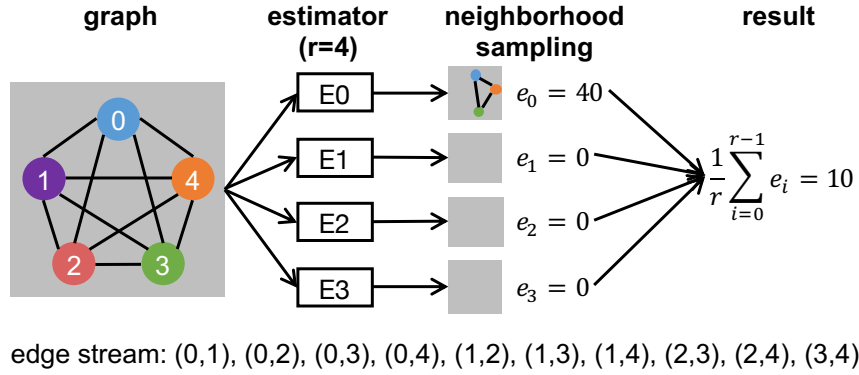 graph
estimator
(r=4)
neighborhood
sampling
result
0
1
4
2
3
E0
E1
E2
E3
e₀ = 40
e₁ = 0
e₂ = 0
e₃ = 0
1/r ∑_{i=0}^{r−1} eᵢ = 10
edge stream: (0,1), (0,2), (0,3), (0,4), (1,2), (1,3), (1,4), (2,3), (2,4), (3,4)